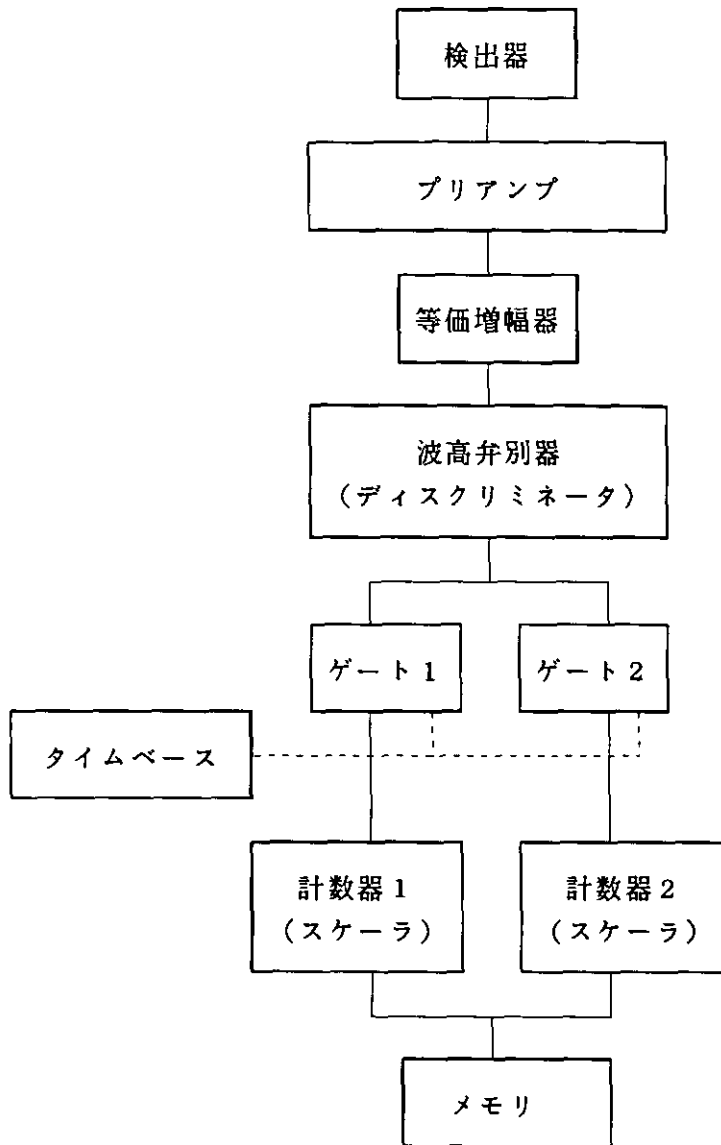 検出器
プリアンプ
等価増幅器
波高弁別器
(ディスクリミネータ)
ゲート1
ゲート2
タイムベース
計数器1
(スケーラ)
計数器2
(スケーラ)
メモリ